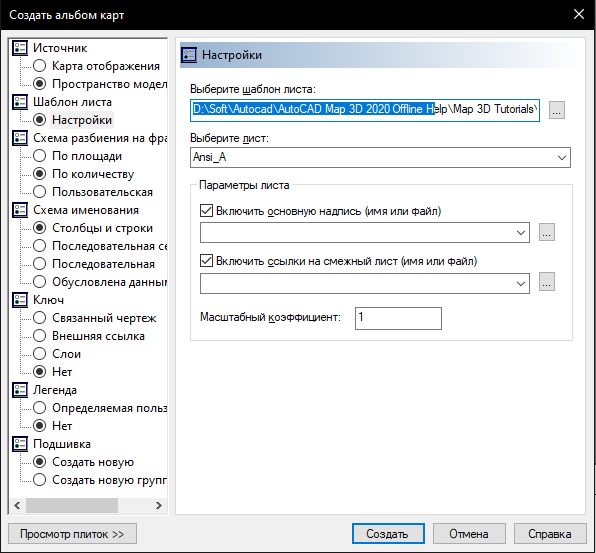 Создать альбом карт
Источник
Карта отображения
Пространство модел
Шаблон листа
Настройки
Схема разбиения на фра
По площади
По количеству
Пользовательская
Схема именования
Столбцы и строки
Последовательная се
Последовательная
Обусловлена данным
Ключ
Связанный чертеж
Внешняя ссылка
Слои
Нет
Легенда
Определяемая польз
Нет
Подшивка
Создать новую
Создать новую групп
Настройки
Выберите шаблон листа:
D:\Soft\Autocad\AutoCAD Map 3D 2020 Offline Help\Map 3D Tutorials\
...
Выберите лист:
Ansi_A
Параметры листа
Включить основную надпись (имя или файл)
...
Включить ссылки на смежный лист (имя или файл)
...
Масштабный коэффициент: 1
Просмотр плиток >>
Создать
Отмена
Справка